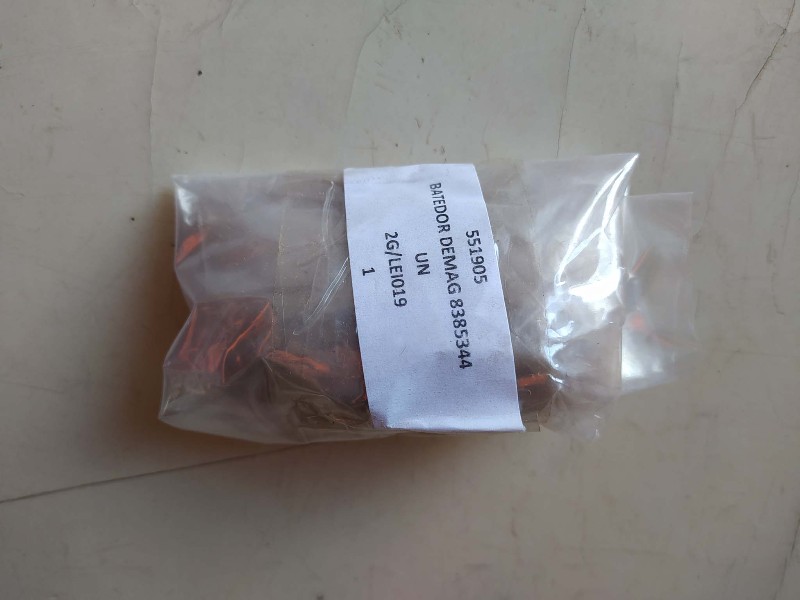 551905
BATEDOR DEMAG 8385344
UN
2G/LEI019
1